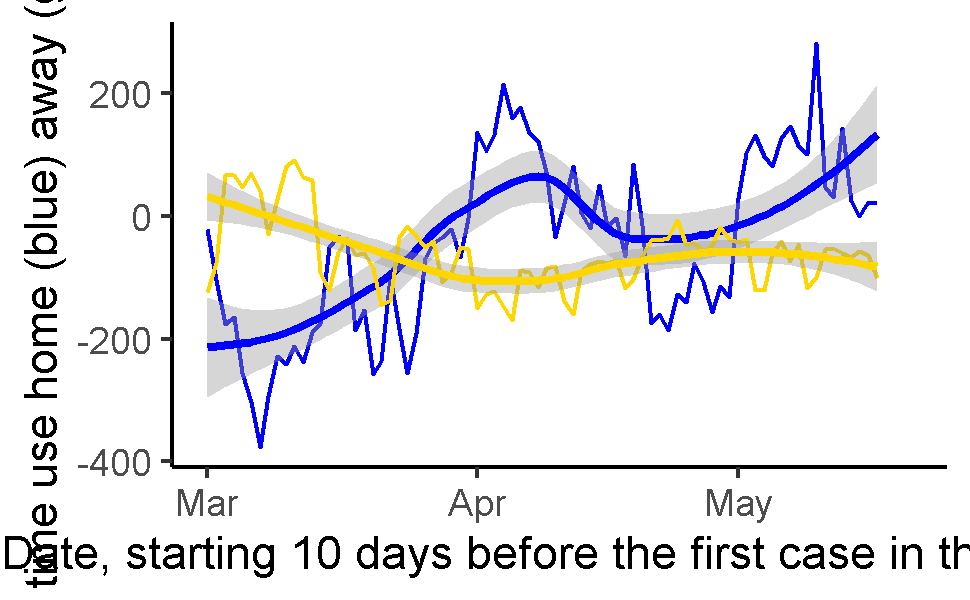 time use home (blue) away (
200
0
-200
-400
Mar Apr May
Date, starting 10 days before the first case in th